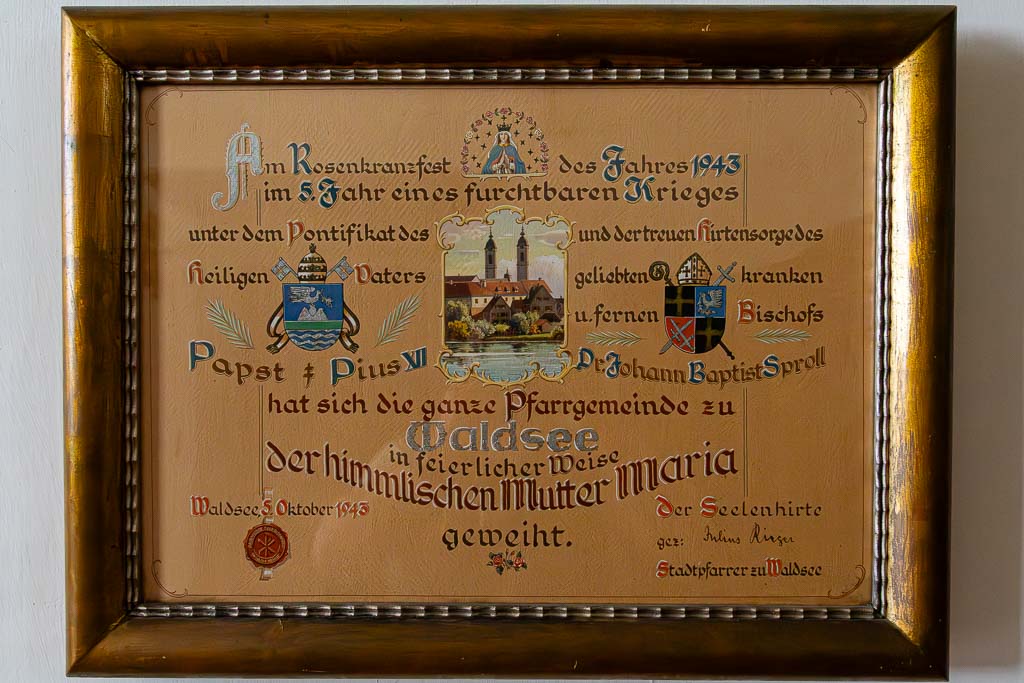 Am Rosenkranzfest des Jahres 1943
im 5. Jahr eines furchtbaren Krieges
unter dem Pontifikat des
Heiligen Vaters
Papst Pius XII
und der treuen Hirtensorge des
geliebten kranken
u. fernen Bischofs
Dr. Johann Baptist Sproll
hat sich die ganze Pfarrgemeinde zu
Waldsee
in feierlicher Weise
der himmlischen Mutter Maria
geweiht.
Waldsee, 5. Oktober 1943
Der Seelenhirte
gez: Julius Rieger
Stadtpfarrer zu Waldsee